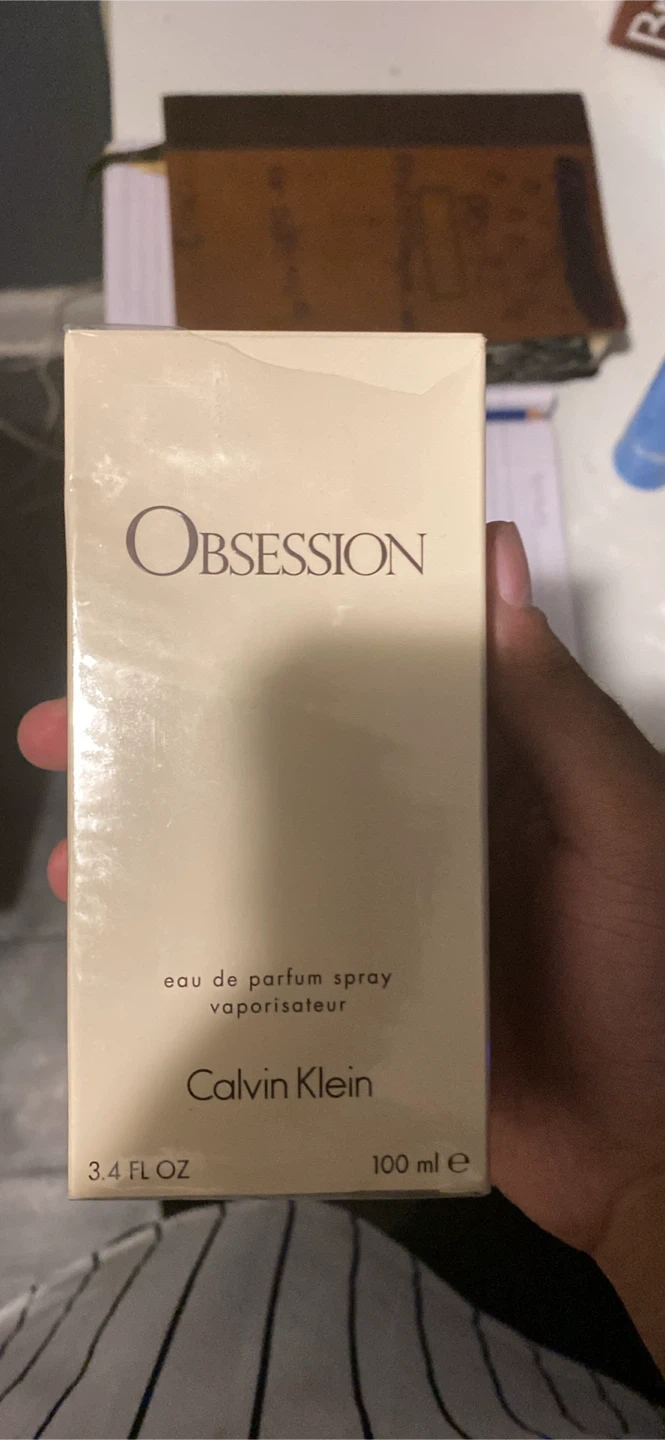 OBSESSION
eau de parfum spray
vaporisateur
Calvin Klein
3.4 FL OZ
100 ml ℮